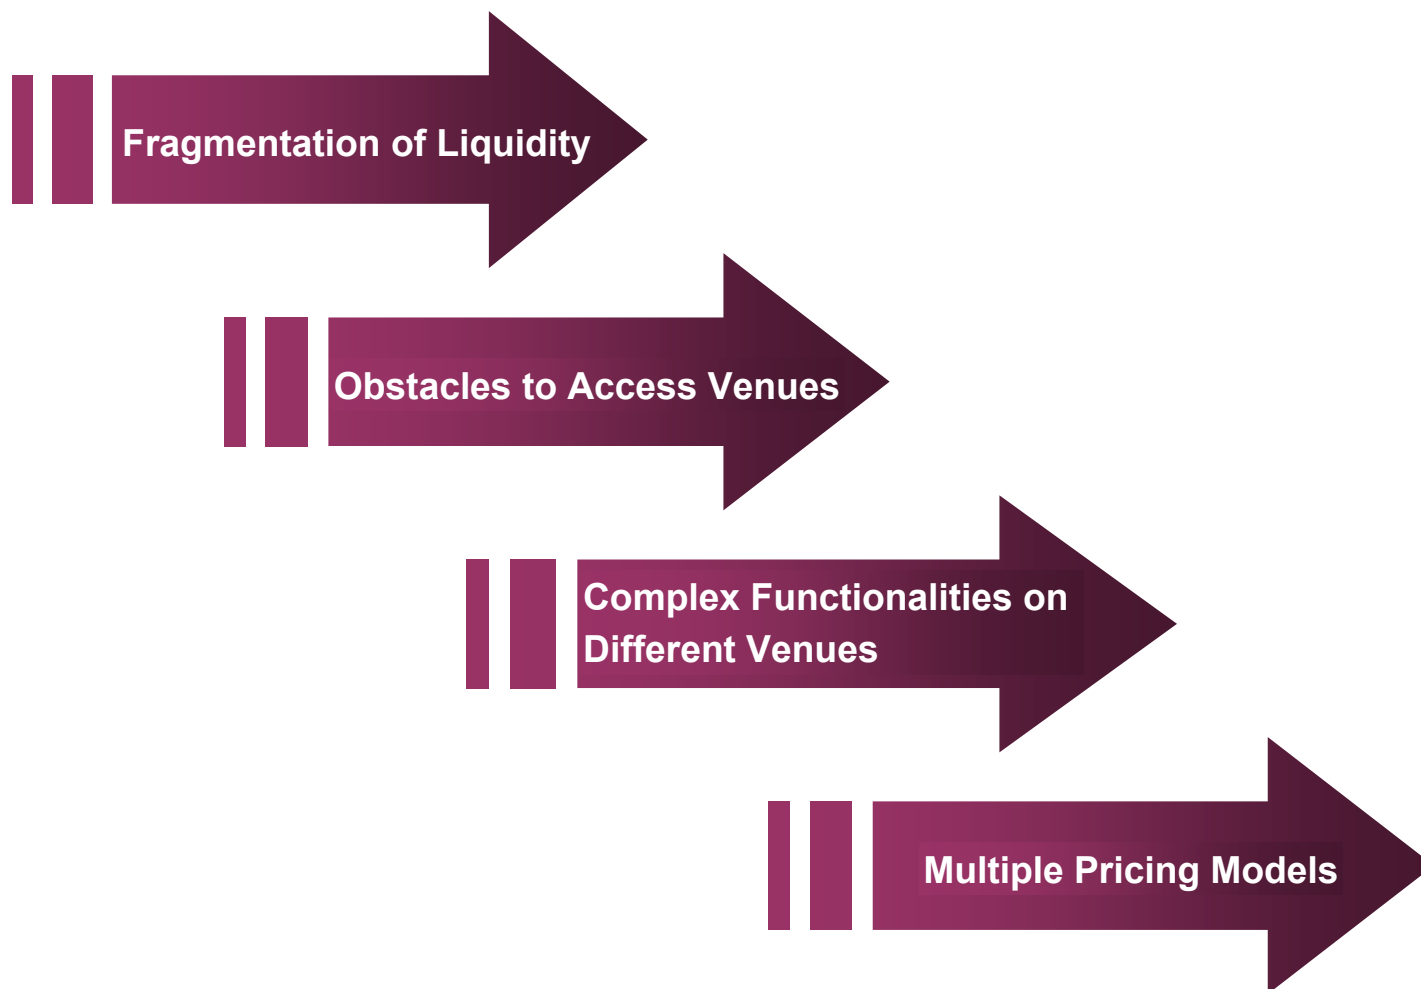 Fragmentation of Liquidity
Obstacles to Access Venues
Complex Functionalities on
Different Venues
Multiple Pricing Models